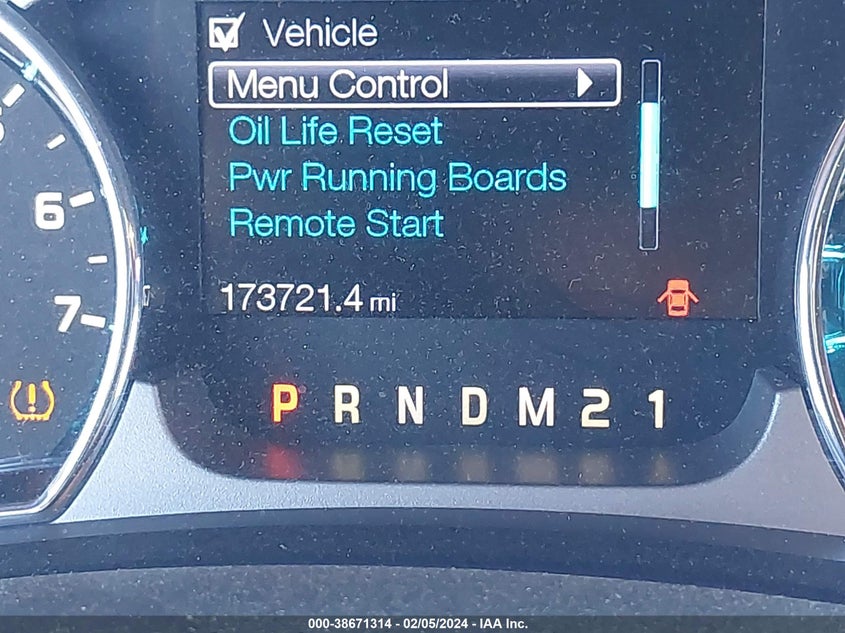 Vehicle
Menu Control
Oil Life Reset
Pwr Running Boards
Remote Start
6
7
173721.4 mi
P R N D M 2 1
000-38671314 - 02/05/2024 - IAA Inc.